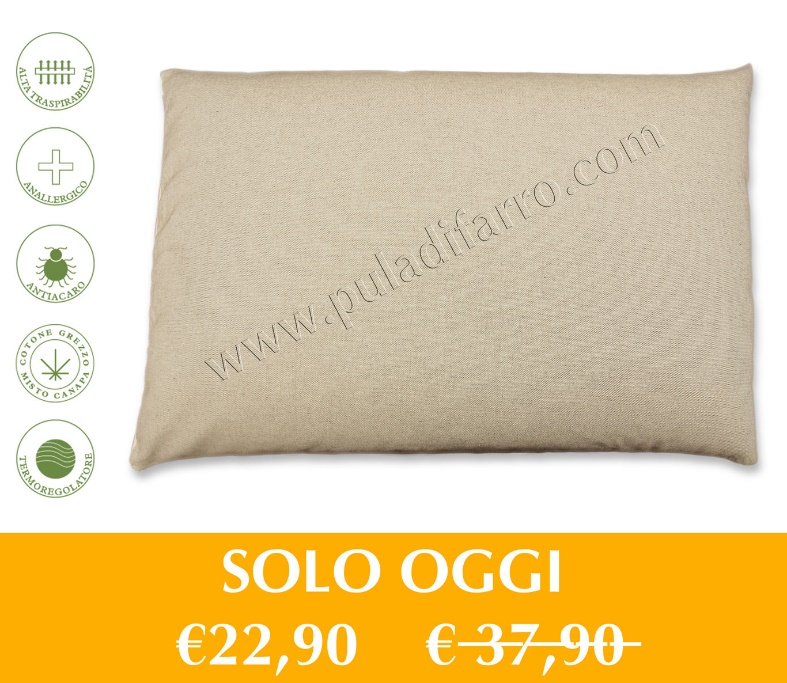 ALTA TRASPIRABILITÀ
ANALLERGICO
ANTIACARO
COTONE GREZZO
MISTO CANAPA
TERMOREGOLATORE
www.puladifarro.com
SOLO OGGI
€22,90 € 37,90